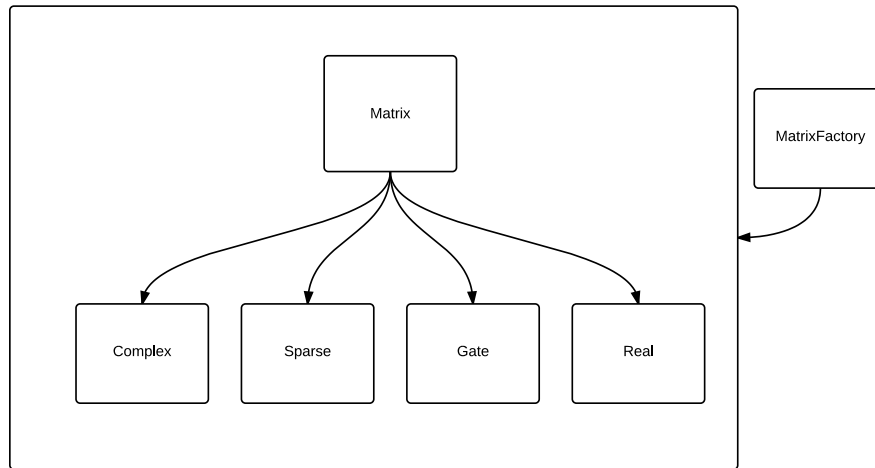 Matrix
MatrixFactory
Complex
Sparse
Gate
Real